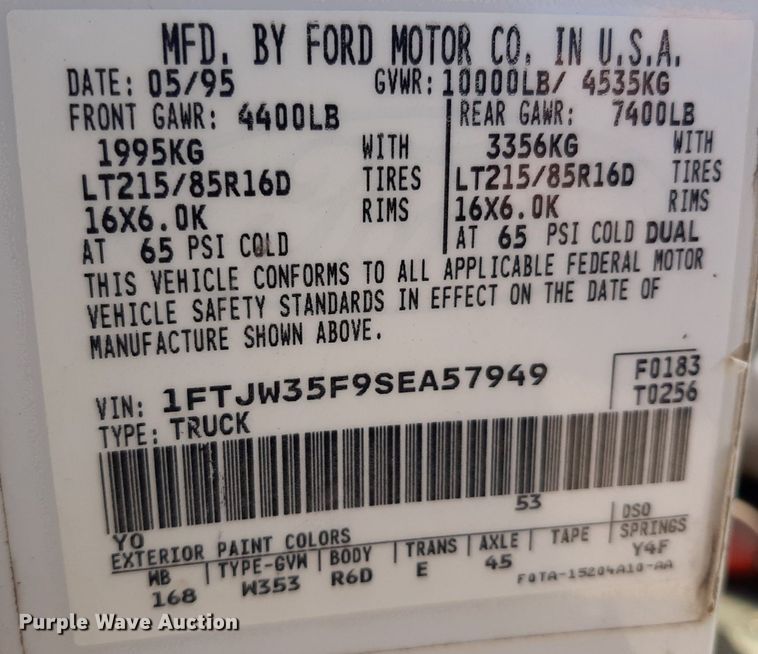 MFD. BY FORD MOTOR CO. IN U.S.A.
DATE: 05/95 GVWR: 10000LB/ 4535KG
FRONT GAWR: 4400LB REAR GAWR: 7400LB
1995KG WITH 3356KG WITH
LT215/85R16D TIRES LT215/85R16D TIRES
16X6.0K RIMS 16X6.0K RIMS
AT 65 PSI COLD AT 65 PSI COLD DUAL
THIS VEHICLE CONFORMS TO ALL APPLICABLE FEDERAL MOTOR
VEHICLE SAFETY STANDARDS IN EFFECT ON THE DATE OF
MANUFACTURE SHOWN ABOVE.
VIN: 1FTJW35F9SEA57949 F0183
TYPE: TRUCK T0256
53
YO DSO
EXTERIOR PAINT COLORS
WB TYPE-GVW BODY TRANS AXLE TAPE SPRINGS
168 W353 R6D E 45 Y4F
F0TA-15204A10-AA
Purple Wave Auction